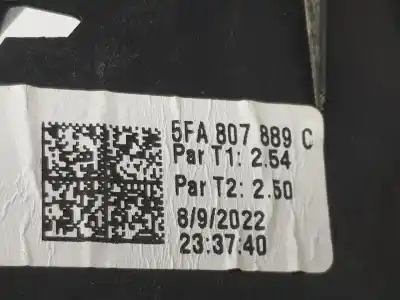 5FA 807 889 C
Par T1: 2.54
Par T2: 2.50
8/9/2022
23:37:40